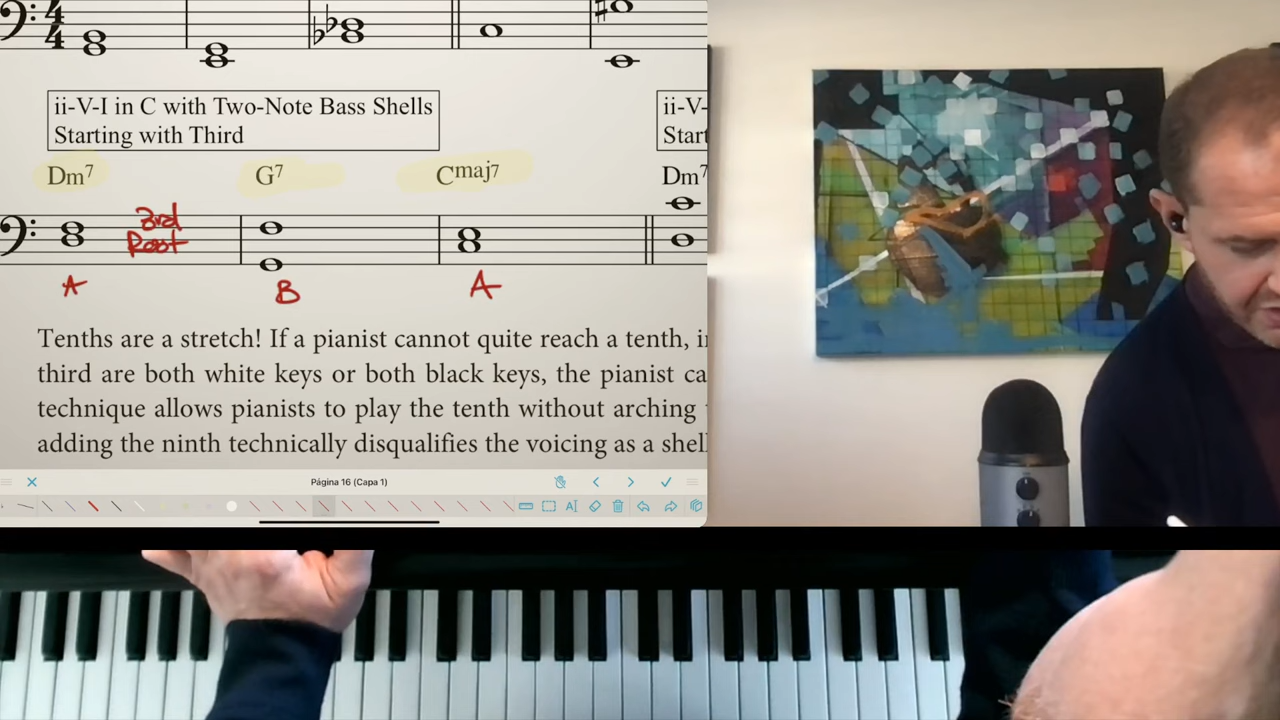 4
4
ii-V-I in C with Two-Note Bass Shells
Starting with Third
ii-V-
Start
Dm7 G7 Cmaj7
Dm7
3rd
Root
A B A
Tenths are a stretch! If a pianist cannot quite reach a tenth, i
third are both white keys or both black keys, the pianist ca
technique allows pianists to play the tenth without arching
adding the ninth technically disqualifies the voicing as a shel
Página 16 (Capa 1)
A